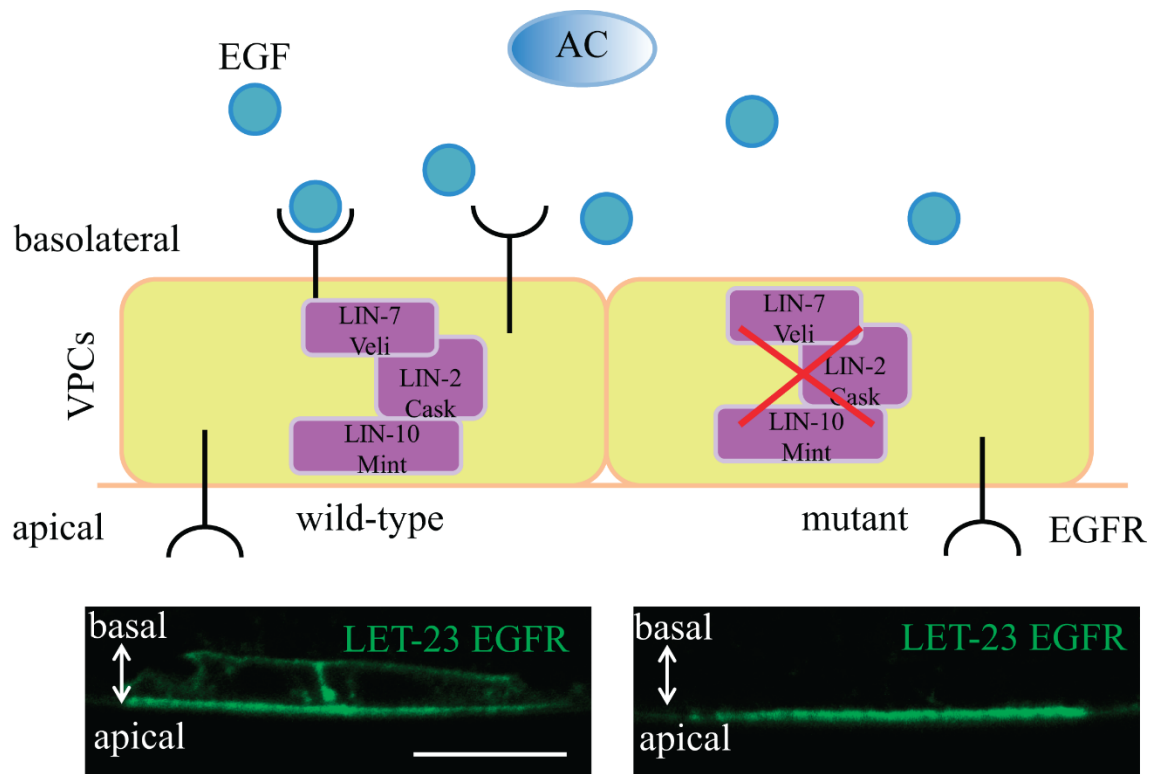 AC
EGF
basolateral
VPCs
LIN-7
Veli
LIN-2
Cask
LIN-10
Mint
LIN-7
Veli
LIN-2
Cask
LIN-10
Mint
apical
wild-type
mutant
EGFR
basal
LET-23 EGFR
apical
basal
LET-23 EGFR
apical